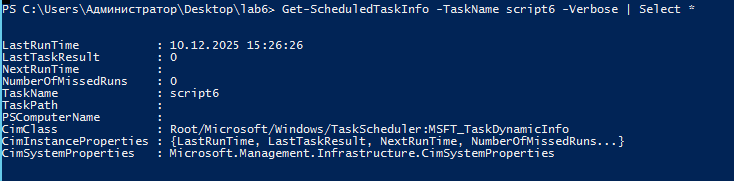 PS C:\Users\Администратор\Desktop\lab6> Get-ScheduledTaskInfo -TaskName script6 -Verbose | Select *
LastRunTime : 10.12.2025 15:26:26
LastTaskResult : 0
NextRunTime :
NumberOfMissedRuns : 0
TaskName : script6
TaskPath :
PSComputerName :
CimClass : Root/Microsoft/Windows/TaskScheduler:MSFT_TaskDynamicInfo
CimInstanceProperties : {LastRunTime, LastTaskResult, NextRunTime, NumberOfMissedRuns...}
CimSystemProperties : Microsoft.Management.Infrastructure.CimSystemProperties